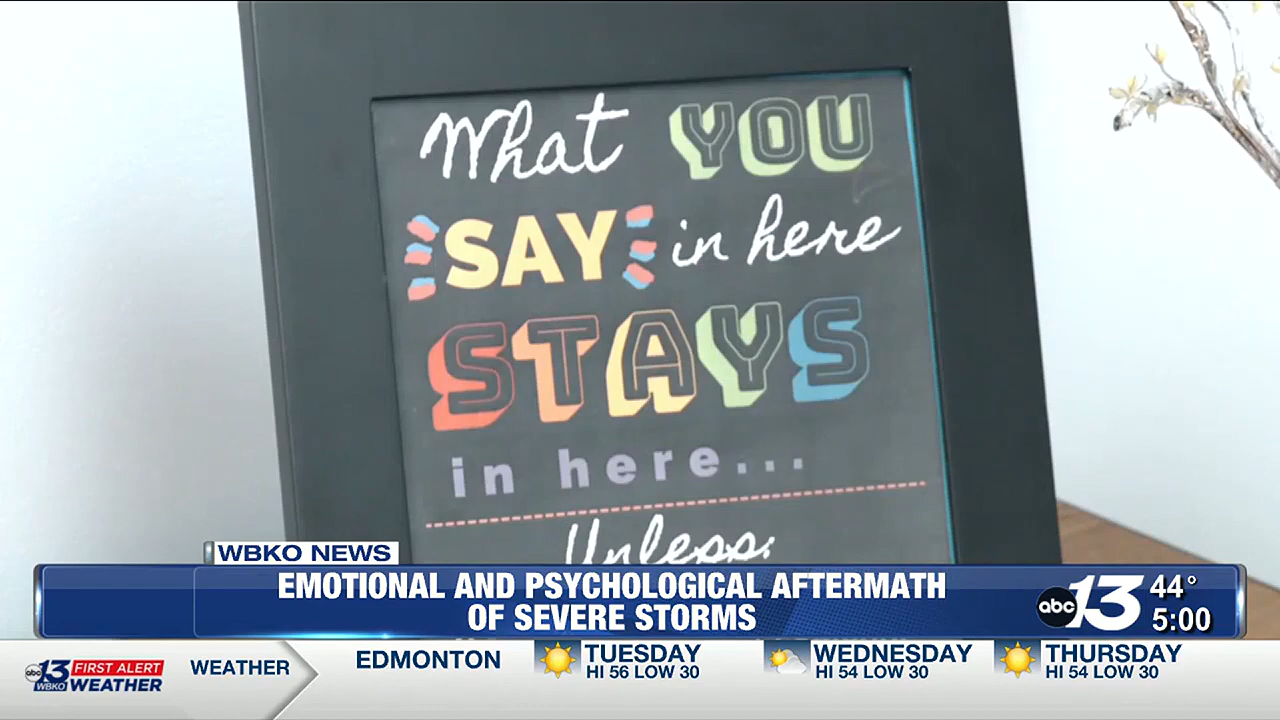 What YOU
SAY in here
STAYS
in here...
Unless:
WBKO NEWS
EMOTIONAL AND PSYCHOLOGICAL AFTERMATH
OF SEVERE STORMS
abc 13
44°
5:00
abc 13 WBKO FIRST ALERT WEATHER
WEATHER
EDMONTON
TUESDAY
HI 56 LOW 30
WEDNESDAY
HI 54 LOW 30
THURSDAY
HI 54 LOW 30